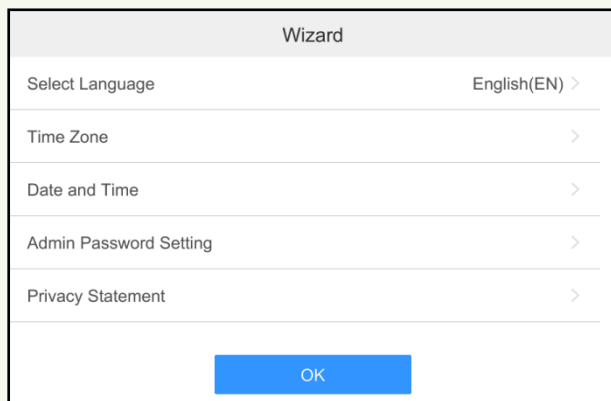 Wizard
Select Language English(EN)
Time Zone
Date and Time
Admin Password Setting
Privacy Statement
OK